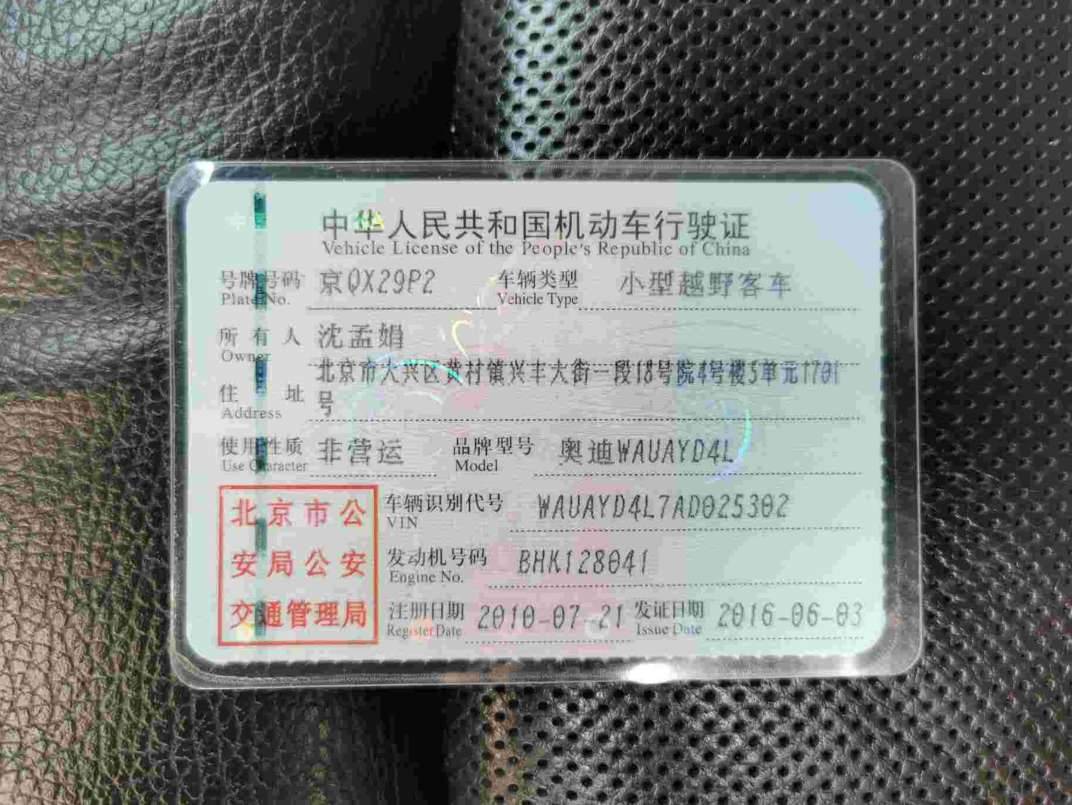 中华人民共和国机动车行驶证
Vehicle License of the People's Republic of China
号牌号码 京QX29P2 车辆类型 小型越野客车
Plate No. Vehicle Type
所有人 沈孟娟
Owner
北京市大兴区黄村镇兴丰大街一段18号院4号楼5单元1701
住址 号
Address
使用性质 非营运 品牌型号 奥迪WAUAYD4L
Use Character Model
北京市公 车辆识别代号 WAUAYD4L7AD025302
VIN
安局公安 发动机号码 BHK128041
Engine No.
交通管理局 注册日期 2010-07-21 发证日期 2016-06-03
Register Date Issue Date